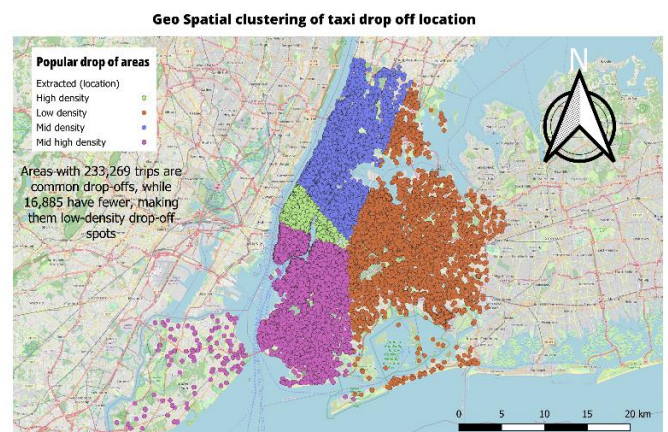 Geo Spatial clustering of taxi drop off location
Popular drop of areas
Extracted (location)
High density
Low density
Mid density
Mid high density
Areas with 233,269 trips are
common drop-offs, while
16,885 have fewer, making
them low-density drop-off
spots
N
0 5 10 15 20 km